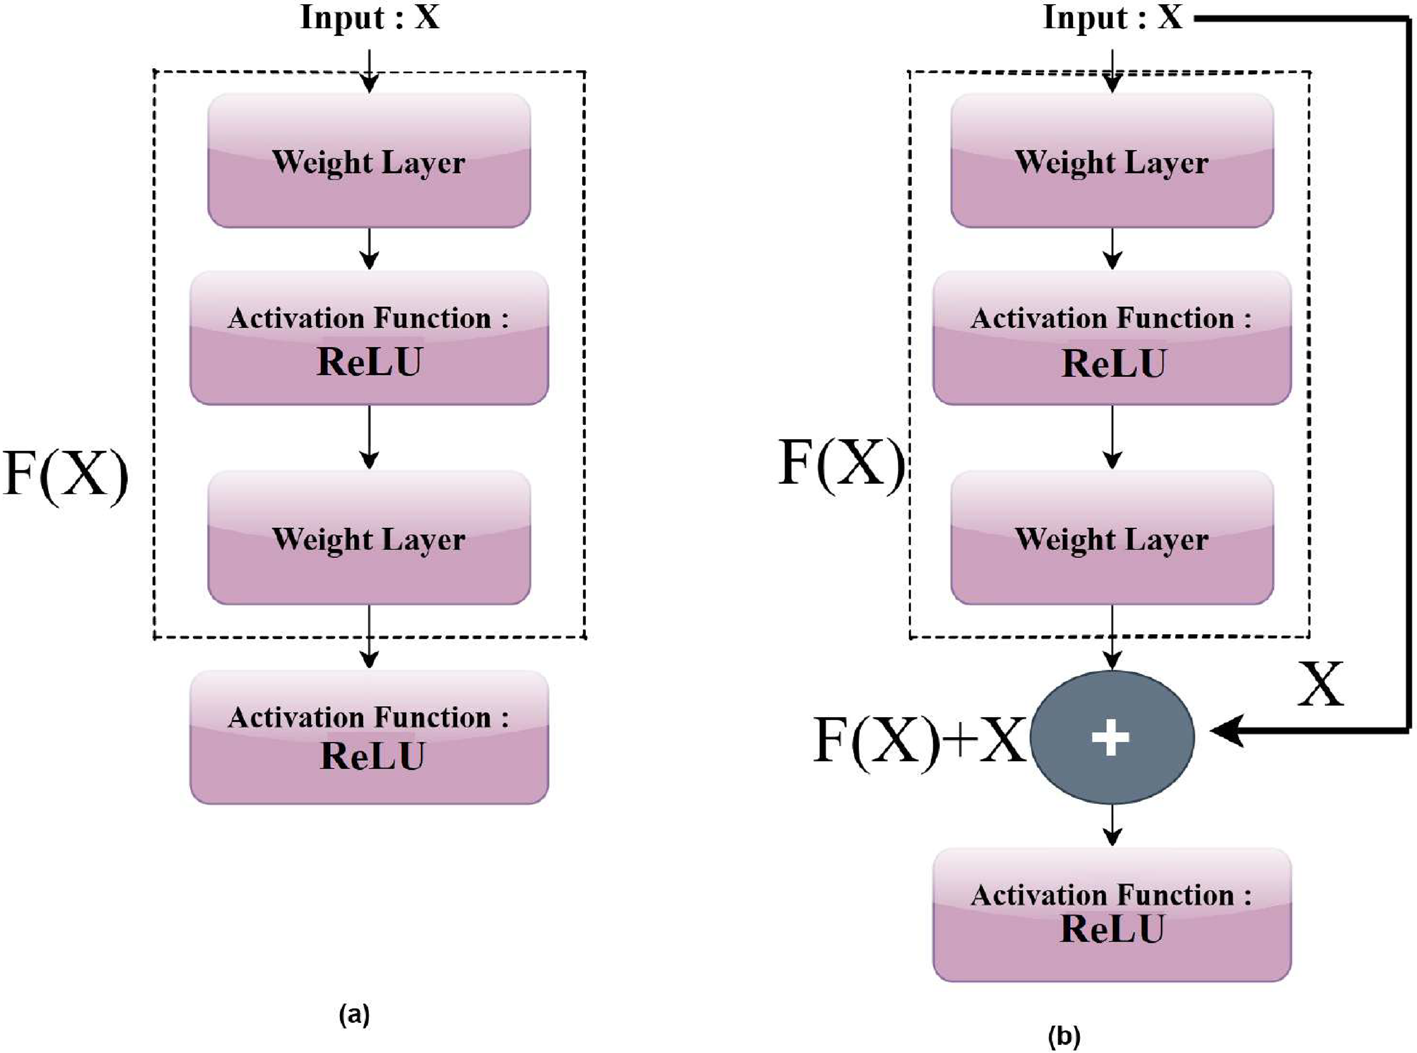 Input : X
Weight Layer
Activation Function :
ReLU
F(X)
Weight Layer
Activation Function :
ReLU
(a)
Input : X
Weight Layer
Activation Function :
ReLU
F(X)
Weight Layer
X
F(X)+X
+
Activation Function :
ReLU
(b)